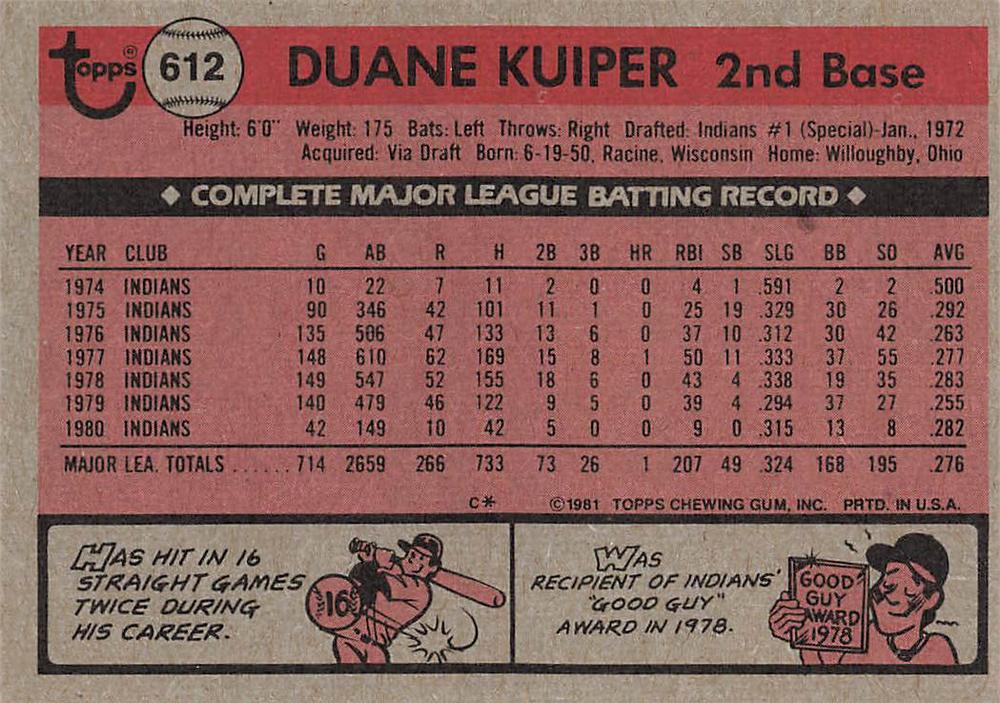 Topps® 612 DUANE KUIPER 2nd Base
Height: 6'0" Weight: 175 Bats: Left Throws: Right Drafted: Indians #1 (Special)-Jan., 1972
Acquired: Via Draft Born: 6-19-50, Racine, Wisconsin Home: Willoughby, Ohio
◆ COMPLETE MAJOR LEAGUE BATTING RECORD ◆
YEAR CLUB G AB R H 2B 3B HR RBI SB SLG BB SO AVG
1974 INDIANS 10 22 7 11 2 0 0 4 1 .591 2 2 .500
1975 INDIANS 90 346 42 101 11 1 0 25 19 .329 30 26 .292
1976 INDIANS 135 506 47 133 13 6 0 37 10 .312 30 42 .263
1977 INDIANS 148 610 62 169 15 8 1 50 11 .333 37 55 .277
1978 INDIANS 149 547 52 155 18 6 0 43 4 .338 19 35 .283
1979 INDIANS 140 479 46 122 9 5 0 39 4 .294 37 27 .255
1980 INDIANS 42 149 10 42 5 0 0 9 0 .315 13 8 .282
MAJOR LEA. TOTALS ...... 714 2659 266 733 73 26 1 207 49 .324 168 195 .276
C* ©1981 TOPPS CHEWING GUM, INC. PRTD. IN U.S.A.
HAS HIT IN 16
STRAIGHT GAMES
TWICE DURING
HIS CAREER.
16
WAS
RECIPIENT OF INDIANS'
"GOOD GUY"
AWARD IN 1978.
GOOD
GUY
AWARD
1978